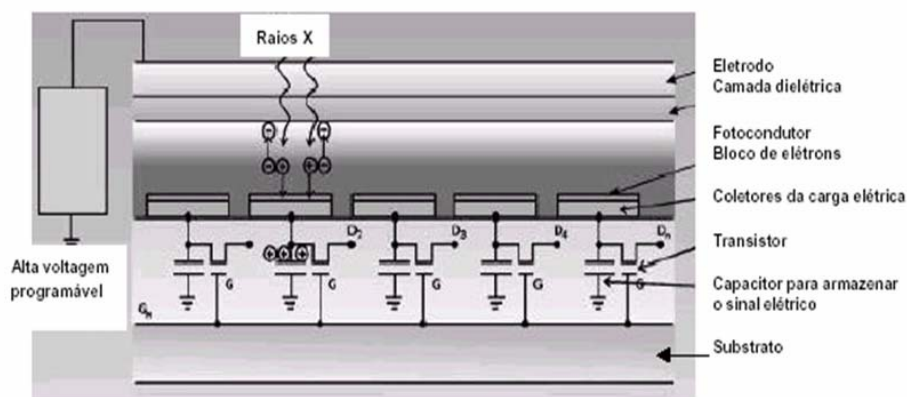 Raios X
Eletrodo
Camada dielétrica
Fotocondutor
Bloco de elétrons
Coletores da carga elétrica
D2
D3
D4
Dn
Transistor
Alta voltagem
programável
G
G
G
G
G
Capacitor para armazenar
o sinal elétrico
GN
Substrato